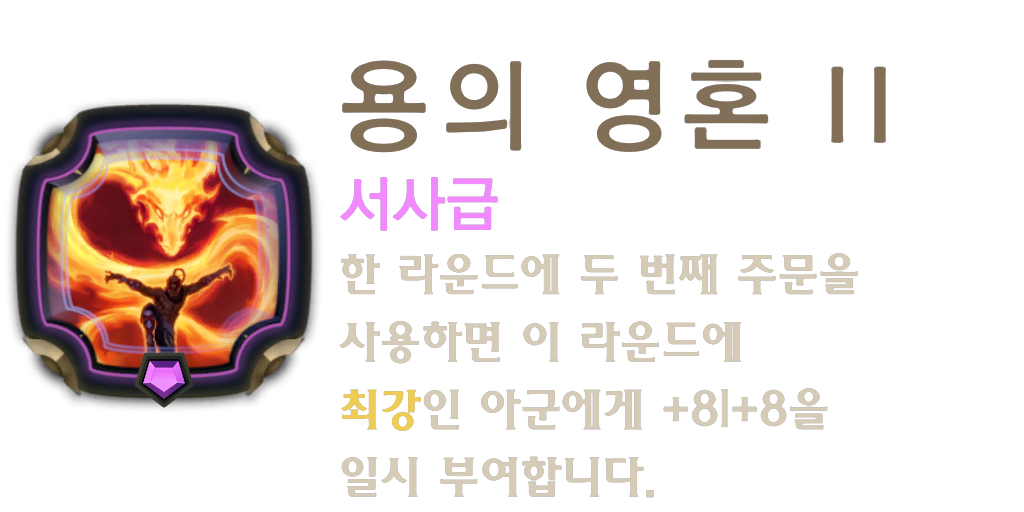 용의 영혼 II
서사급
한 라운드에 두 번째 주문을
사용하면 이 라운드에
최강인 아군에게 +8|+8을
일시 부여합니다.